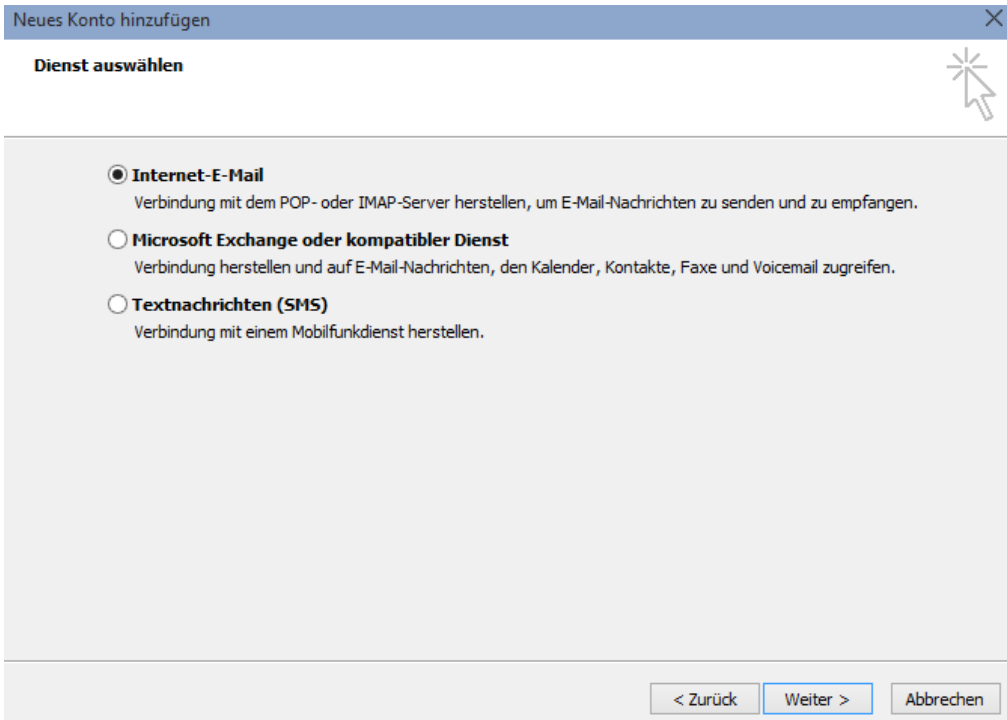 Neues Konto hinzufügen
Dienst auswählen
Internet-E-Mail
Verbindung mit dem POP- oder IMAP-Server herstellen, um E-Mail-Nachrichten zu senden und zu empfangen.
Microsoft Exchange oder kompatibler Dienst
Verbindung herstellen und auf E-Mail-Nachrichten, den Kalender, Kontakte, Faxe und Voicemail zugreifen.
Textnachrichten (SMS)
Verbindung mit einem Mobilfunkdienst herstellen.
< Zurück Weiter > Abbrechen